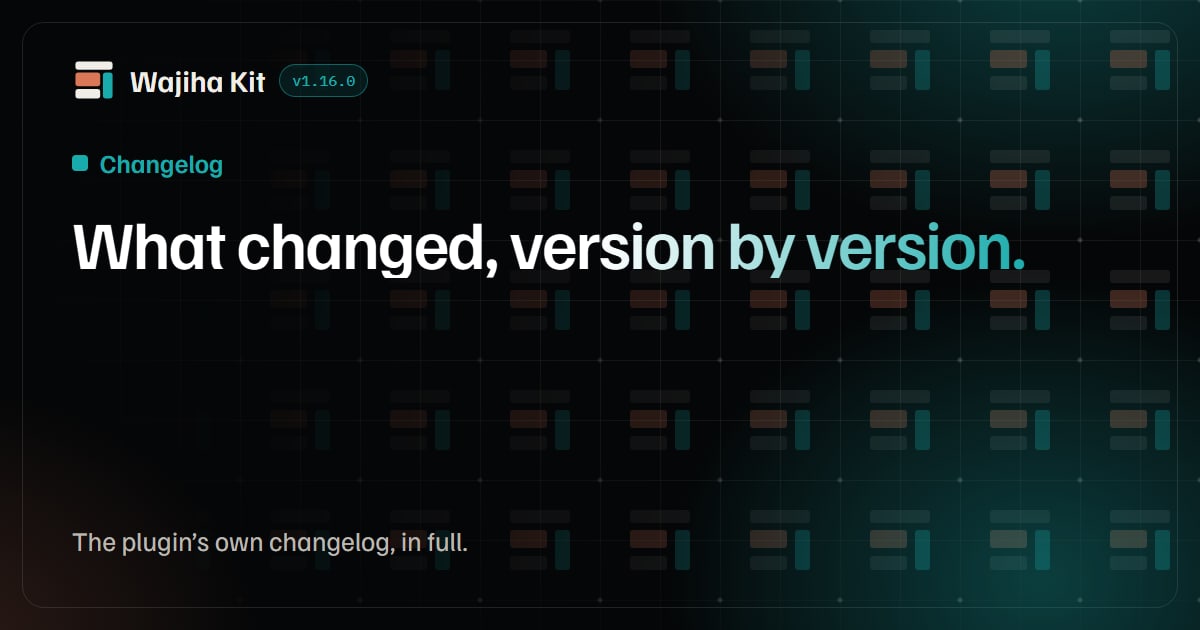 Wajiha Kit v1.16.0
Changelog
What changed, version by version.
The plugin’s own changelog, in full.